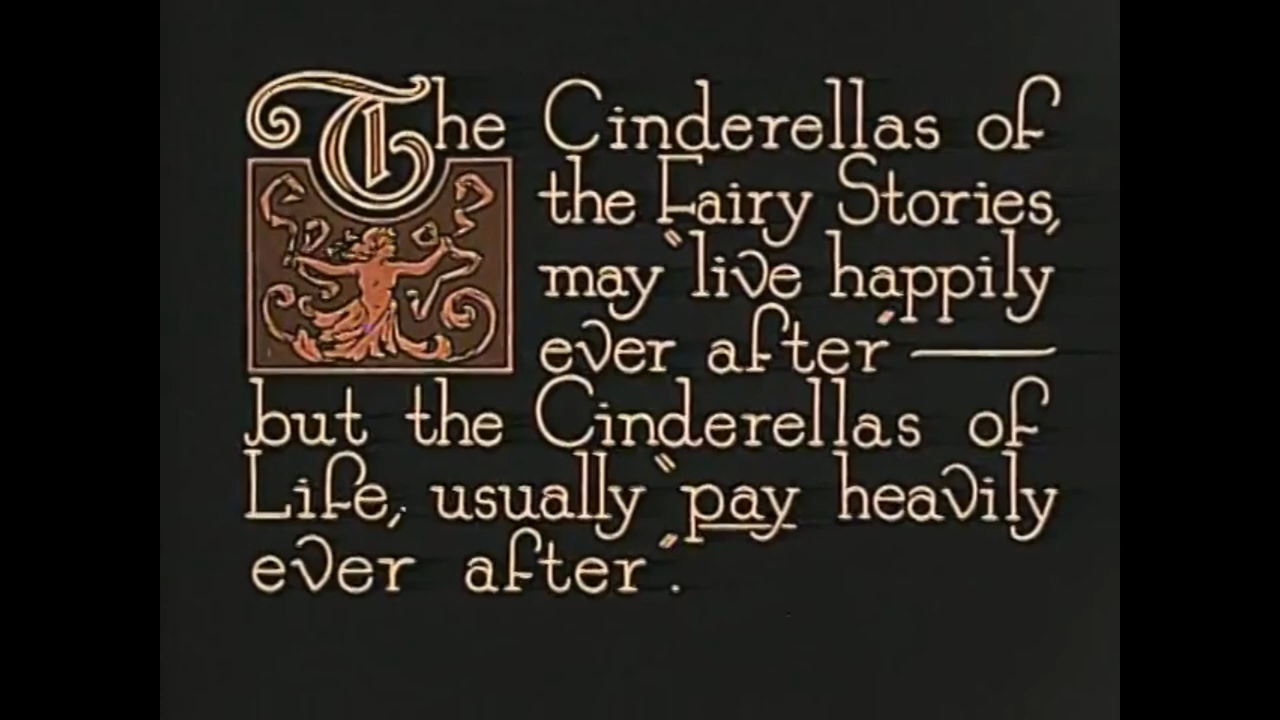 The Cinderellas of
the Fairy Stories,
may "live happily
ever after" —
but the Cinderellas of
Life, usually "pay heavily
ever after".